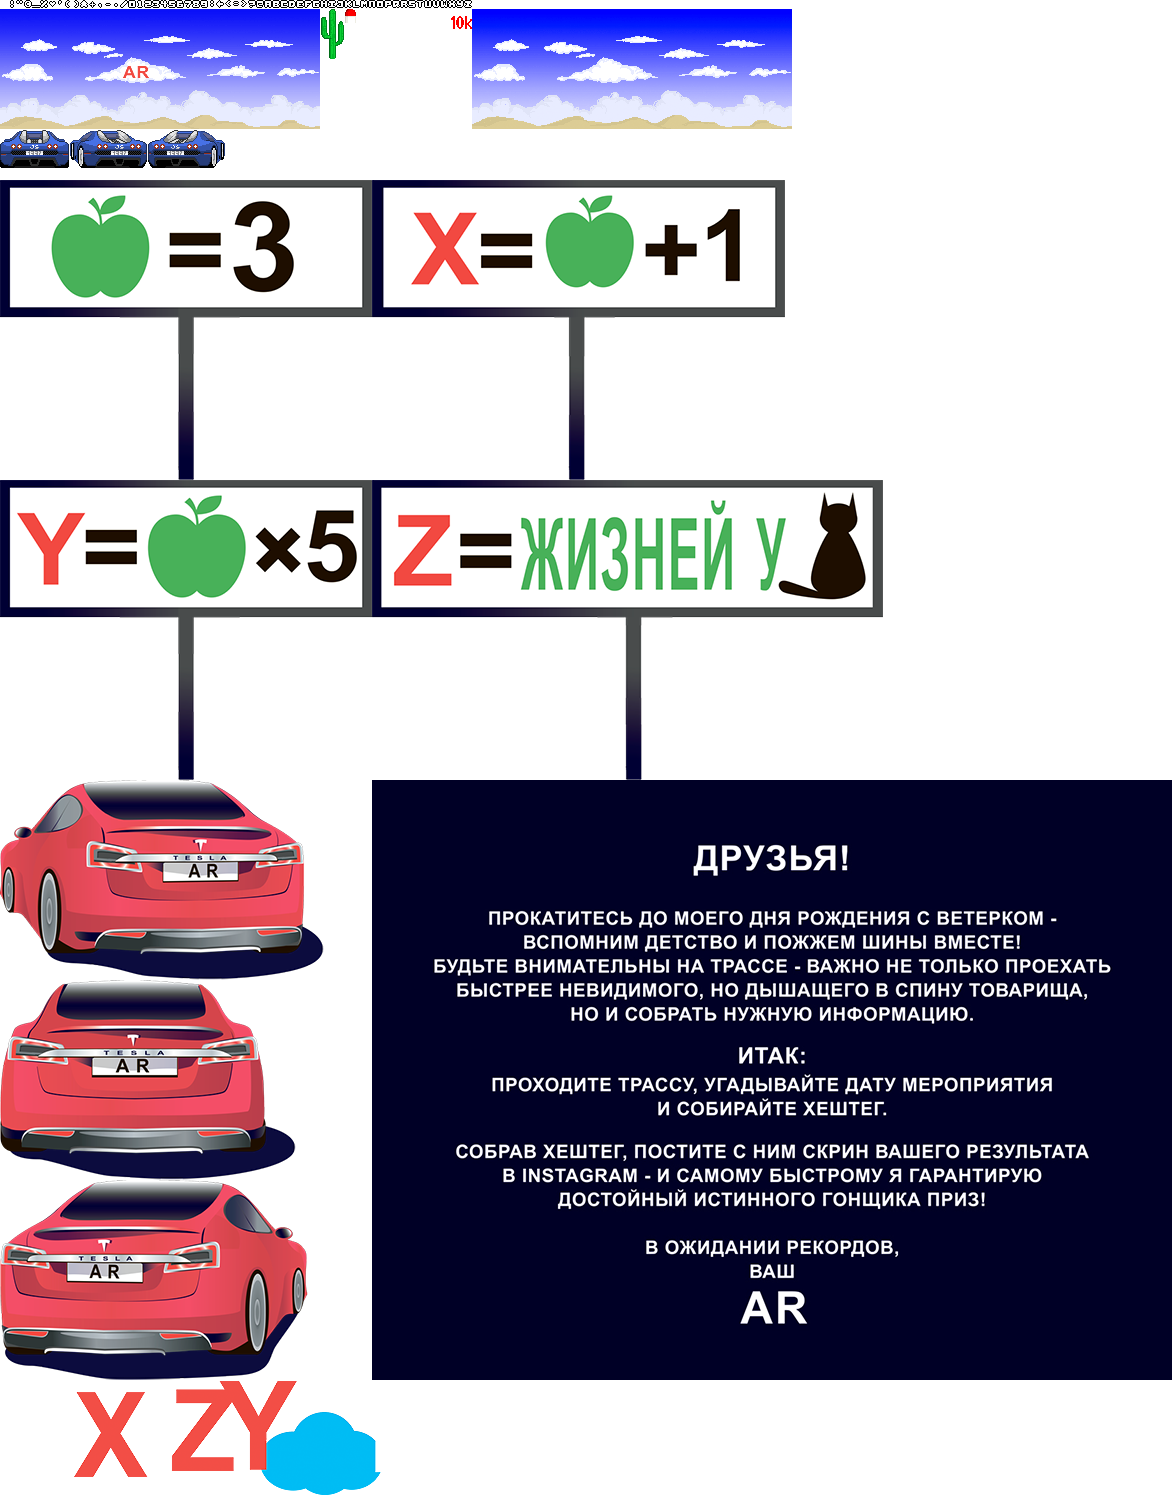 !"©_%♥'()A+,-./0123456789:+<=>?@ABCDEFGHIJKLMNOPQRSTUVWXYZ
10k
AR
JS
JS
JS
=3
X= +1
Y= ×5
Z=ЖИЗНЕЙ У
TESLA
AR
TESLA
AR
TESLA
AR
ДРУЗЬЯ!
ПРОКАТИТЕСЬ ДО МОЕГО ДНЯ РОЖДЕНИЯ С ВЕТЕРКОМ -
ВСПОМНИМ ДЕТСТВО И ПОЖЖЕМ ШИНЫ ВМЕСТЕ!
БУДЬТЕ ВНИМАТЕЛЬНЫ НА ТРАССЕ - ВАЖНО НЕ ТОЛЬКО ПРОЕХАТЬ
БЫСТРЕЕ НЕВИДИМОГО, НО ДЫШАЩЕГО В СПИНУ ТОВАРИЩА,
НО И СОБРАТЬ НУЖНУЮ ИНФОРМАЦИЮ.
ИТАК:
ПРОХОДИТЕ ТРАССУ, УГАДЫВАЙТЕ ДАТУ МЕРОПРИЯТИЯ
И СОБИРАЙТЕ ХЕШТЕГ.
СОБРАВ ХЕШТЕГ, ПОСТИТЕ С НИМ СКРИН ВАШЕГО РЕЗУЛЬТАТА
В INSTAGRAM - И САМОМУ БЫСТРОМУ Я ГАРАНТИРУЮ
ДОСТОЙНЫЙ ИСТИННОГО ГОНЩИКА ПРИЗ!
В ОЖИДАНИИ РЕКОРДОВ,
ВАШ
AR
X ZY